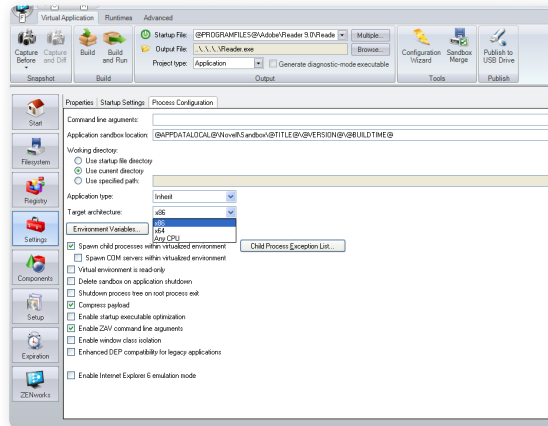 Virtual Application Runtimes Advanced
Capture Before Capture and Diff Build Build and Run Startup File: @PROGRAMFILES@\Adobe\Reader 9.0\Reade Multiple... Configuration Wizard Sandbox Merge Publish to USB Drive
Output File: ..\..\..\..\Reader.exe Browse...
Project type: Application Generate diagnostic-mode executable
Snapshot Build Output Tools Publish
Start
Filesystem
Registry
Settings
Components
Setup
Expiration
ZENworks
Properties Startup Settings Process Configuration
Command line arguments:
Application sandbox location: @APPDATALOCAL@\Novell\Sandbox\@TITLE@\@VERSION@\@BUILDTIME@
Working directory:
Use startup file directory
Use current directory
Use specified path:
Application type: Inherit
Target architecture: x86
x86
x64
Any CPU
Environment Variables...
Spawn child processes within virtualized environment Child Process Exception List...
Spawn COM servers within virtualized environment
Virtual environment is read-only
Delete sandbox on application shutdown
Shutdown process tree on root process exit
Compress payload
Enable startup executable optimization
Enable ZAV command line arguments
Enable window class isolation
Enhanced DEP compatibility for legacy applications
Enable Internet Explorer 6 emulation mode